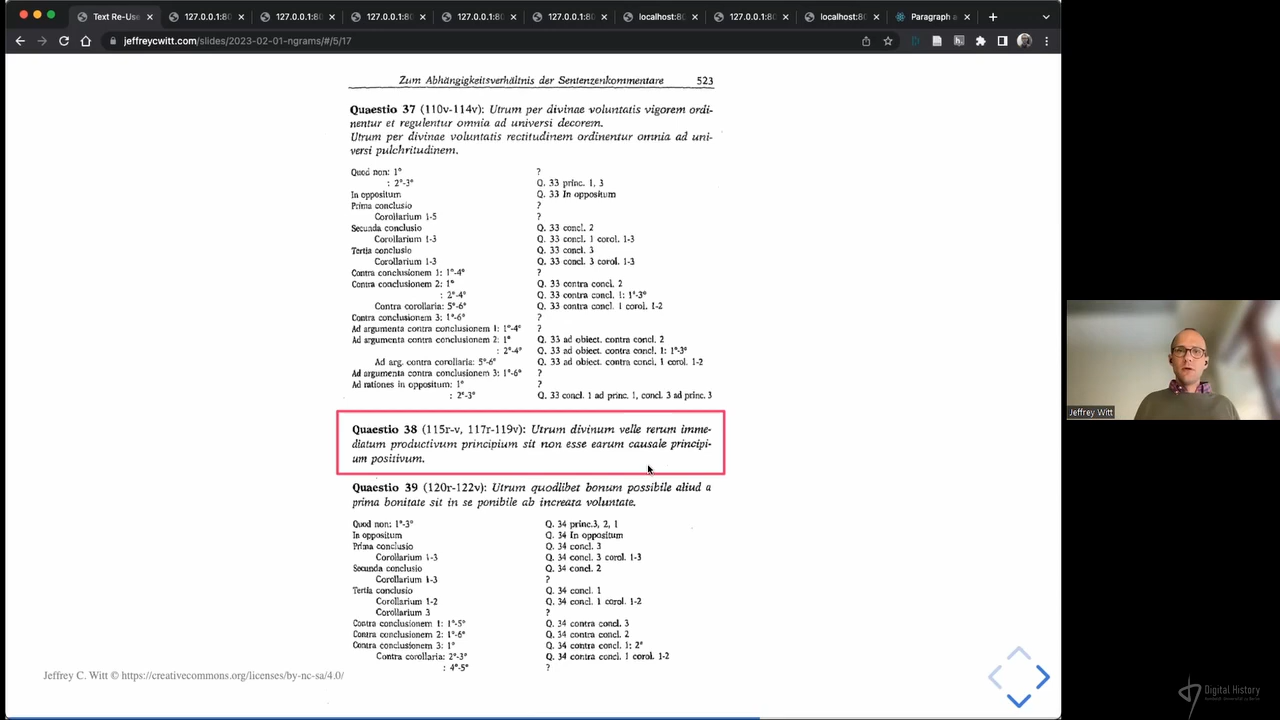 Text Re-Use
127.0.0.1:80
127.0.0.1:80
127.0.0.1:80
127.0.0.1:80
127.0.0.1:80
localhost:80
127.0.0.1:80
localhost:80
Paragraph a
jeffreycwitt.com/slides/2023-02-01-ngrams/#/5/17
Zum Abhängigkeitsverhältnis der Sentenzenkommentare 523
Quaestio 37 (110v-114v): Utrum per divinae voluntatis vigorem ordi-
nentur et regulentur omnia ad universi decorem.
Utrum per divinae voluntatis rectitudinem ordinentur omnia ad uni-
versi pulchritudinem.
Quod non: 1° ?
: 2°-3° Q. 33 princ. 1, 3
In oppositum Q. 33 In oppositum
Prima conclusio ?
Corollarium 1-5 ?
Secunda conclusio Q. 33 concl. 2
Corollarium 1-3 Q. 33 concl. 1 corol. 1-3
Tertia conclusio Q. 33 concl. 3
Corollarium 1-3 Q. 33 concl. 3 corol. 1-3
Contra conclusionem 1: 1°-4° ?
Contra conclusionem 2: 1° Q. 33 contra concl. 2
: 2°-4° Q. 33 contra concl. 1: 1°-3°
Contra corollaria: 5°-6° Q. 33 contra concl. 1 corol. 1-2
Contra conclusionem 3: 1°-6° ?
Ad argumenta contra conclusionem 1: 1°-4° ?
Ad argumenta contra conclusionem 2: 1° Q. 33 ad obiect. contra concl. 2
: 2°-4° Q. 33 ad obiect. contra concl. 1: 1°-3°
Ad arg. contra corollaria: 5°-6° Q. 33 ad obiect. contra concl. 1 corol. 1-2
Ad argumenta contra conclusionem 3: 1°-6° ?
Ad rationes in oppositum: 1° ?
: 2°-3° Q. 33 concl. 1 ad princ. 1, concl. 3 ad princ. 3
Quaestio 38 (115r-v, 117r-119v): Utrum divinum velle rerum imme-
diatum productivum principium sit non esse earum causale principi-
um positivum.
Quaestio 39 (120r-122v): Utrum quodlibet bonum possibile aliud a
prima bonitate sit in se ponibile ab increata voluntate.
Quod non: 1°-3° Q. 34 princ.3, 2, 1
In oppositum Q. 34 In oppositum
Prima conclusio Q. 34 concl. 3
Corollarium 1-3 Q. 34 concl. 3 corol. 1-3
Secunda conclusio Q. 34 concl. 2
Corollarium 1-3 ?
Tertia conclusio Q. 34 concl. 1
Corollarium 1-2 Q. 34 concl. 1 corol. 1-2
Corollarium 3 ?
Contra conclusionem 1: 1°-5° Q. 34 contra concl. 3
Contra conclusionem 2: 1°-6° Q. 34 contra concl. 2
Contra conclusionem 3: 1° Q. 34 contra concl. 1: 2°
Contra corollaria: 2°-3° Q. 34 contra concl. 1 corol. 1-2
: 4°-5° ?
Jeffrey C. Witt © https://creativecommons.org/licenses/by-nc-sa/4.0/
Jeffrey Witt
Digital History